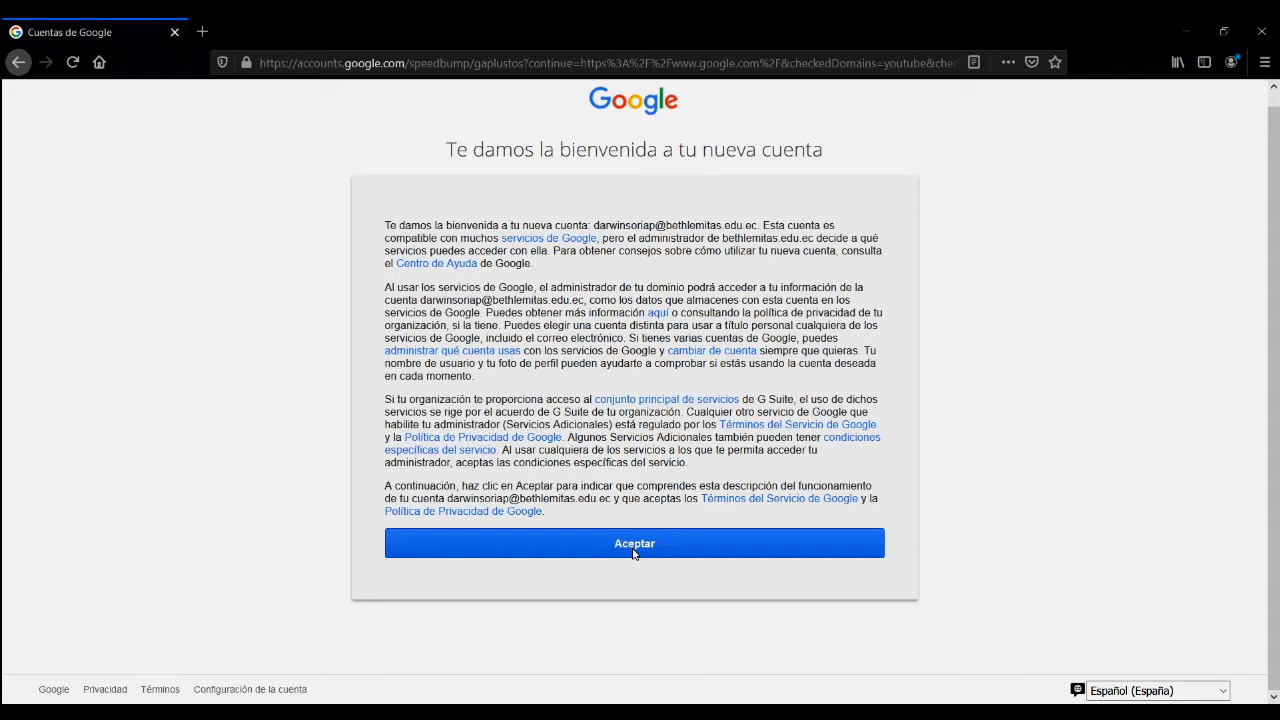 Cuentas de Google
https://accounts.google.com/speedbump/gaplustos?continue=https%3A%2F%2Fwww.google.com%2F&checkedDomains=youtube&chec
Google
Te damos la bienvenida a tu nueva cuenta
Te damos la bienvenida a tu nueva cuenta: darwinsoriap@bethlemitas.edu.ec. Esta cuenta es
compatible con muchos servicios de Google, pero el administrador de bethlemitas.edu.ec decide a qué
servicios puedes acceder con ella. Para obtener consejos sobre cómo utilizar tu nueva cuenta, consulta
el Centro de Ayuda de Google.
Al usar los servicios de Google, el administrador de tu dominio podrá acceder a tu información de la
cuenta darwinsoriap@bethlemitas.edu.ec, como los datos que almacenes con esta cuenta en los
servicios de Google. Puedes obtener más información aquí o consultando la política de privacidad de tu
organización, si la tiene. Puedes elegir una cuenta distinta para usar a título personal cualquiera de los
servicios de Google, incluido el correo electrónico. Si tienes varias cuentas de Google, puedes
administrar qué cuenta usas con los servicios de Google y cambiar de cuenta siempre que quieras. Tu
nombre de usuario y tu foto de perfil pueden ayudarte a comprobar si estás usando la cuenta deseada
en cada momento.
Si tu organización te proporciona acceso al conjunto principal de servicios de G Suite, el uso de dichos
servicios se rige por el acuerdo de G Suite de tu organización. Cualquier otro servicio de Google que
habilite tu administrador (Servicios Adicionales) está regulado por los Términos del Servicio de Google
y la Política de Privacidad de Google. Algunos Servicios Adicionales también pueden tener condiciones
específicas del servicio. Al usar cualquiera de los servicios a los que te permita acceder tu
administrador, aceptas las condiciones específicas del servicio.
A continuación, haz clic en Aceptar para indicar que comprendes esta descripción del funcionamiento
de tu cuenta darwinsoriap@bethlemitas.edu.ec y que aceptas los Términos del Servicio de Google y la
Política de Privacidad de Google.
Aceptar
Google Privacidad Términos Configuración de la cuenta
Español (España)